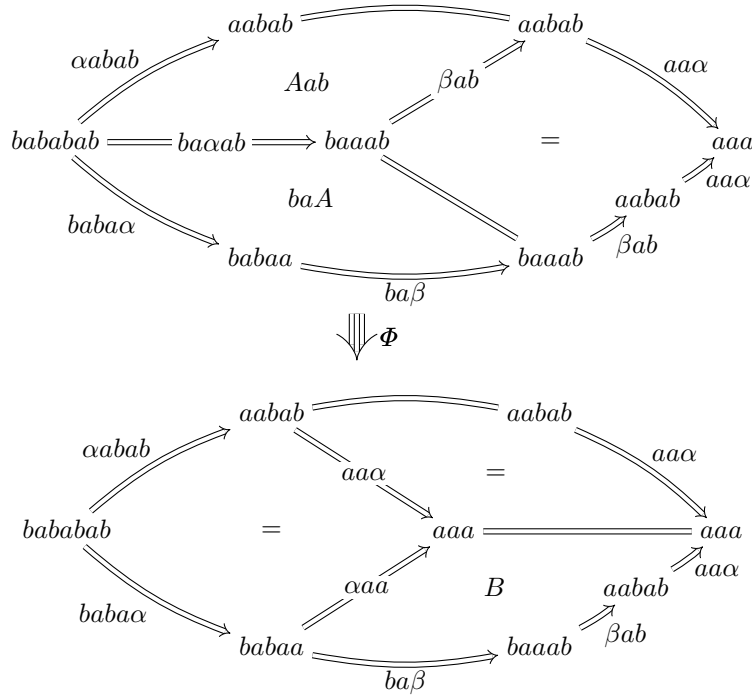 aabab aabab
αabab aaα
Aab βab
bababab baαab baaab = aaa
baA aabab aaα
babaα βab
babaa baaab
baβ
Φ
aabab aabab
αabab aaα
aaα =
bababab = aaa aaa
αaa B aabab aaα
babaα βab
babaa baaab
baβ